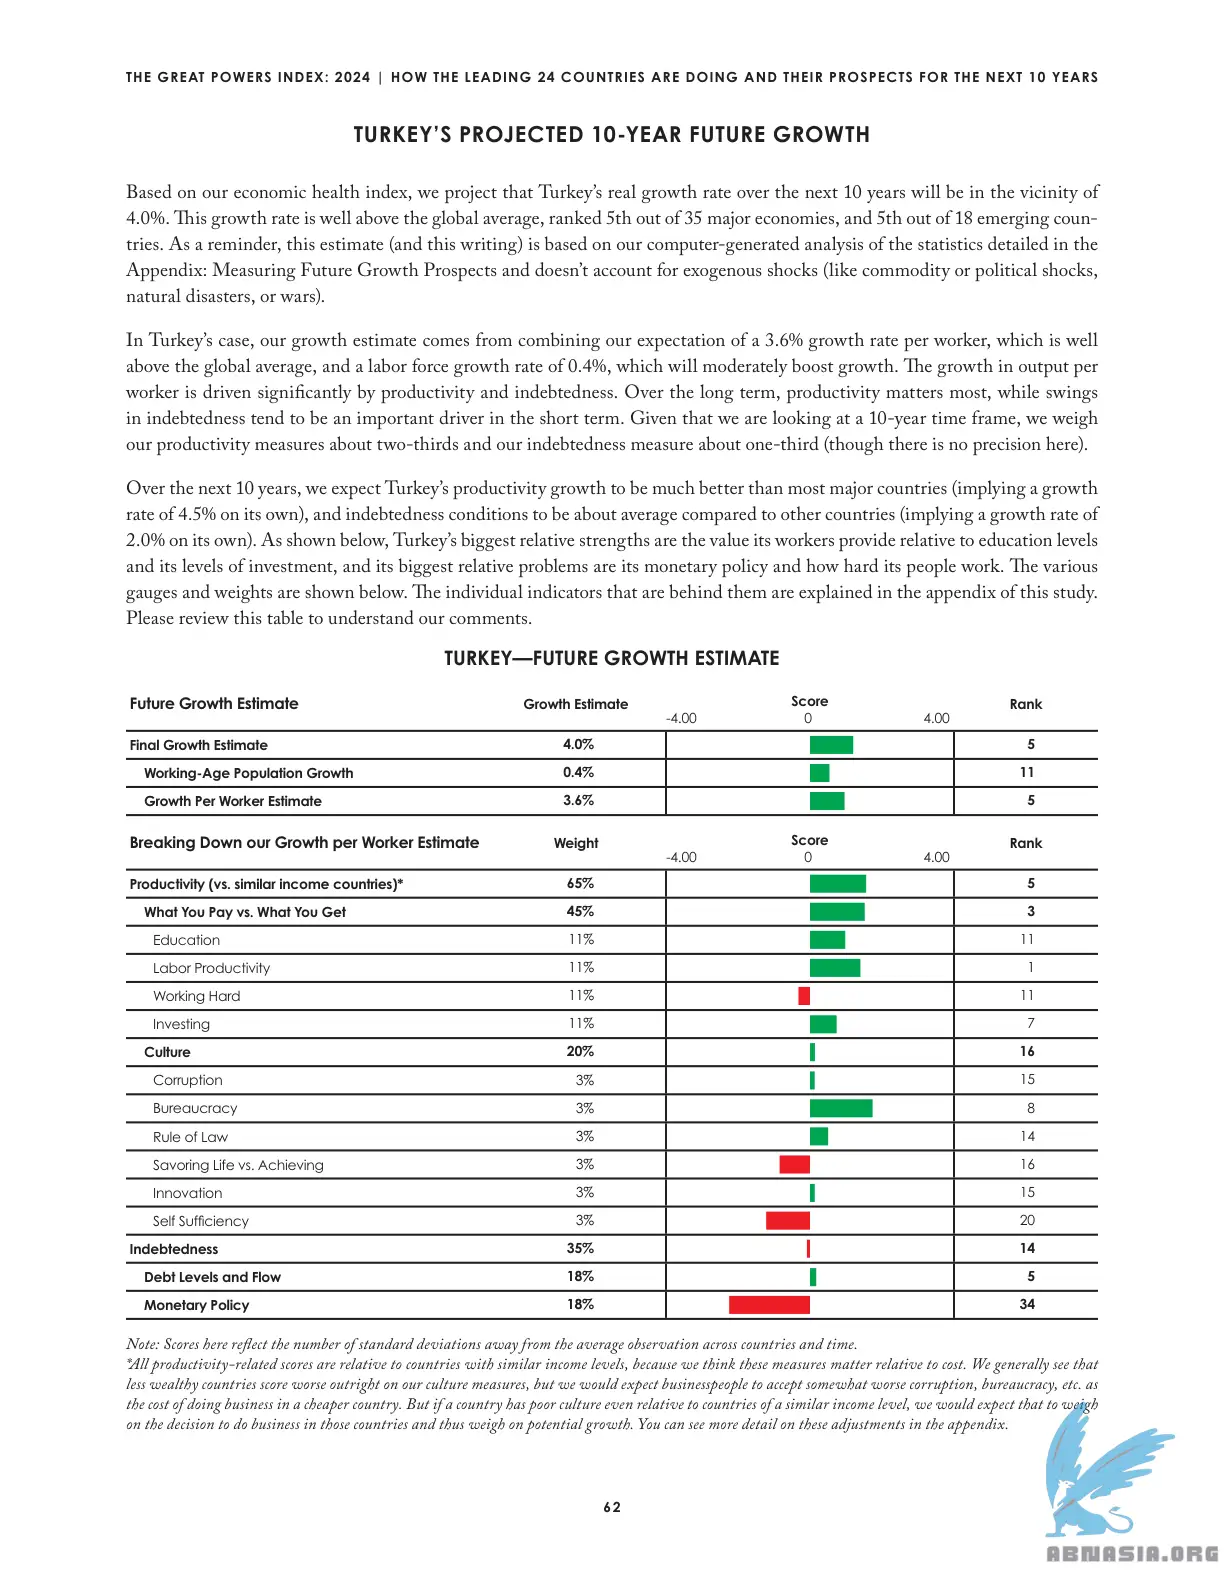 THE GREAT POWERS INDEX: 2024 | HOW THE LEADING 24 COUNTRIES ARE DOING AND THEIR PROSPECTS FOR THE NEXT 10 YEARS
TURKEY’S PROJECTED 10-YEAR FUTURE GROWTH
Based on our economic health index, we project that Turkey’s real growth rate over the next 10 years will be in the vicinity of
4.0%. This growth rate is well above the global average, ranked 5th out of 35 major economies, and 5th out of 18 emerging coun-
tries. As a reminder, this estimate (and this writing) is based on our computer-generated analysis of the statistics detailed in the
Appendix: Measuring Future Growth Prospects and doesn’t account for exogenous shocks (like commodity or political shocks,
natural disasters, or wars).
In Turkey’s case, our growth estimate comes from combining our expectation of a 3.6% growth rate per worker, which is well
above the global average, and a labor force growth rate of 0.4%, which will moderately boost growth. The growth in output per
worker is driven significantly by productivity and indebtedness. Over the long term, productivity matters most, while swings
in indebtedness tend to be an important driver in the short term. Given that we are looking at a 10-year time frame, we weigh
our productivity measures about two-thirds and our indebtedness measure about one-third (though there is no precision here).
Over the next 10 years, we expect Turkey’s productivity growth to be much better than most major countries (implying a growth
rate of 4.5% on its own), and indebtedness conditions to be about average compared to other countries (implying a growth rate of
2.0% on its own). As shown below, Turkey’s biggest relative strengths are the value its workers provide relative to education levels
and its levels of investment, and its biggest relative problems are its monetary policy and how hard its people work. The various
gauges and weights are shown below. The individual indicators that are behind them are explained in the appendix of this study.
Please review this table to understand our comments.
TURKEY—FUTURE GROWTH ESTIMATE
Future Growth Estimate Growth Estimate Score Rank
-4.00 0 4.00
Final Growth Estimate 4.0% 5
Working-Age Population Growth 0.4% 11
Growth Per Worker Estimate 3.6% 5
Breaking Down our Growth per Worker Estimate Weight Score Rank
-4.00 0 4.00
Productivity (vs. similar income countries)* 65% 5
What You Pay vs. What You Get 45% 3
Education 11% 11
Labor Productivity 11% 1
Working Hard 11% 11
Investing 11% 7
Culture 20% 16
Corruption 3% 15
Bureaucracy 3% 8
Rule of Law 3% 14
Savoring Life vs. Achieving 3% 16
Innovation 3% 15
Self Sufficiency 3% 20
Indebtedness 35% 14
Debt Levels and Flow 18% 5
Monetary Policy 18% 34
Note: Scores here reflect the number of standard deviations away from the average observation across countries and time.
*All productivity-related scores are relative to countries with similar income levels, because we think these measures matter relative to cost. We generally see that
less wealthy countries score worse outright on our culture measures, but we would expect businesspeople to accept somewhat worse corruption, bureaucracy, etc. as
the cost of doing business in a cheaper country. But if a country has poor culture even relative to countries of a similar income level, we would expect that to weigh
on the decision to do business in those countries and thus weigh on potential growth. You can see more detail on these adjustments in the appendix.
62
ABNASIA.ORG